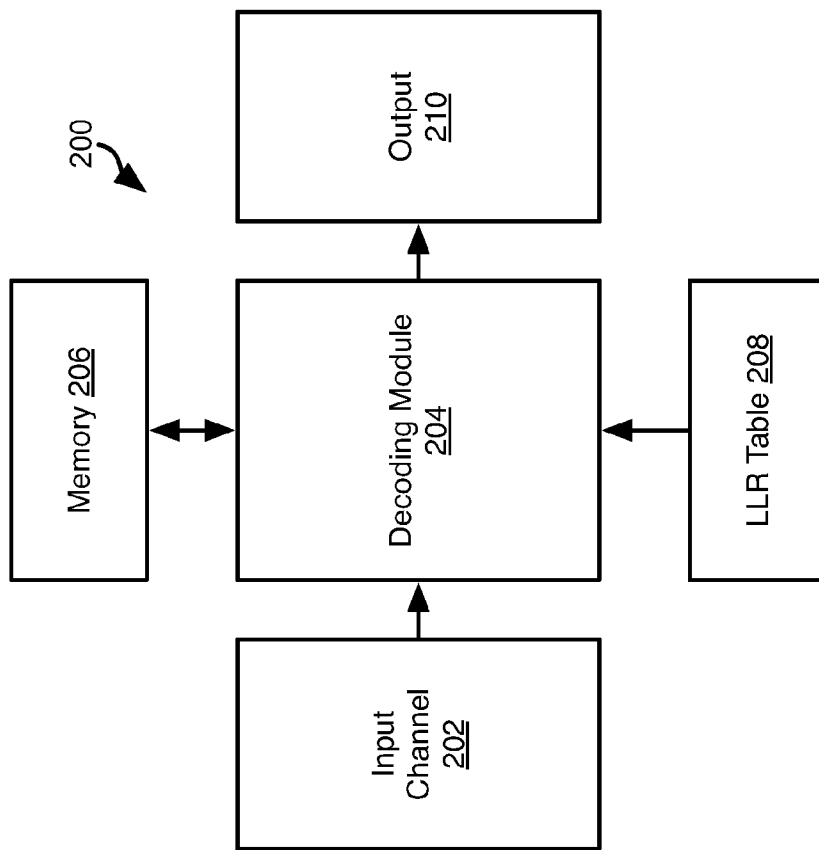 Memory 206
200
Input
Channel
202
Decoding Module
204
Output
210
LLR Table 208